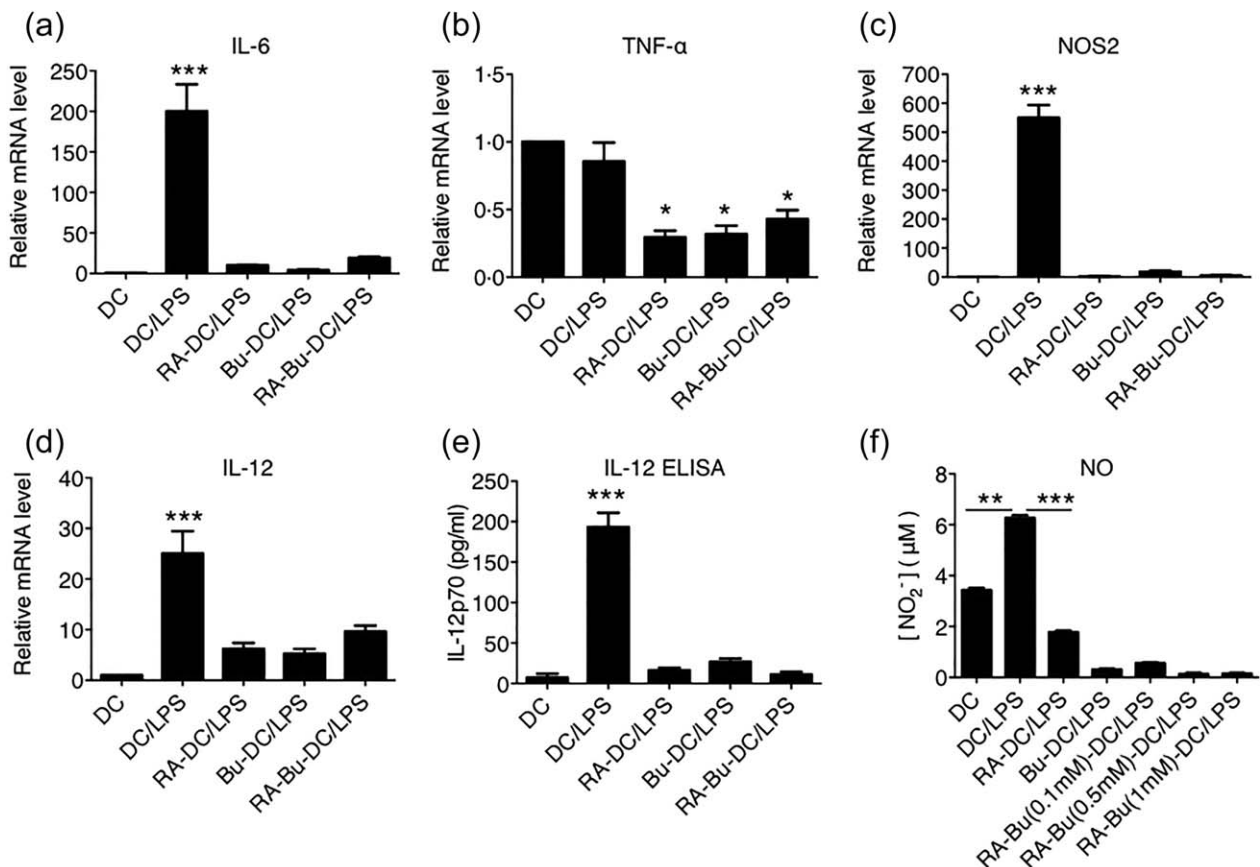 (a)
IL-6
Relative mRNA level
250
200
150
100
50
0
***
DC
DC/LPS
RA-DC/LPS
Bu-DC/LPS
RA-Bu-DC/LPS
(b)
TNF-α
Relative mRNA level
1·5
1·0
0·5
0·0
*
*
*
DC
DC/LPS
RA-DC/LPS
Bu-DC/LPS
RA-Bu-DC/LPS
(c)
NOS2
Relative mRNA level
700
600
500
400
300
200
100
0
***
DC
DC/LPS
RA-DC/LPS
Bu-DC/LPS
RA-Bu-DC/LPS
(d)
IL-12
Relative mRNA level
40
30
20
10
0
***
DC
DC/LPS
RA-DC/LPS
Bu-DC/LPS
RA-Bu-DC/LPS
(e)
IL-12 ELISA
IL-12p70 (pg/ml)
250
200
150
100
50
0
***
DC
DC/LPS
RA-DC/LPS
Bu-DC/LPS
RA-Bu-DC/LPS
(f)
NO
[ NO₂⁻ ] ( μM )
8
6
4
2
0
** ***
DC
DC/LPS
RA-DC/LPS
Bu-DC/LPS
RA-Bu(0.1mM)-DC/LPS
RA-Bu(0.5mM)-DC/LPS
RA-Bu(1mM)-DC/LPS